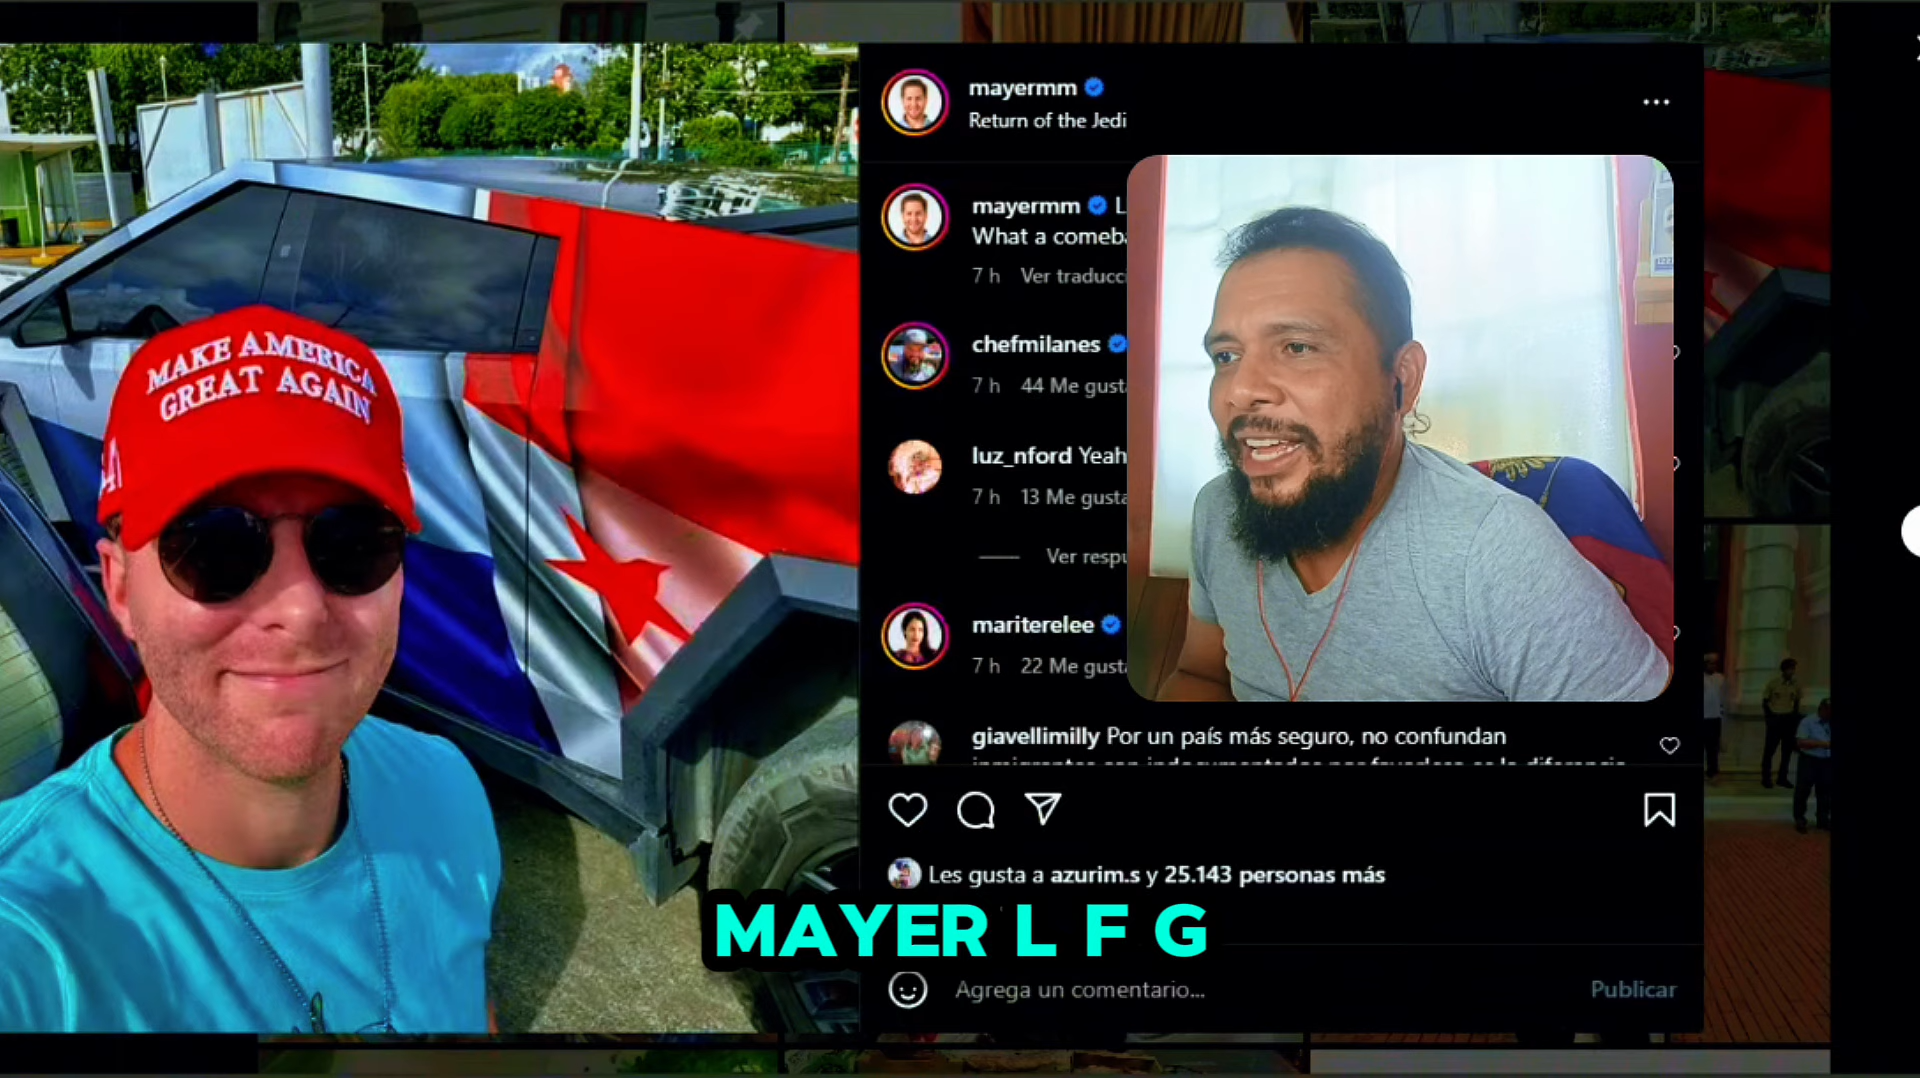 MAKE AMERICA
GREAT AGAIN
mayermm
Return of the Jedi
mayermm L
What a comeb
7 h Ver traducc
chefmilanes
7 h 44 Me gust
luz_nford Yeah
7 h 13 Me gusta
Ver respu
mariterelee
7 h 22 Me gust
giavellimilly Por un país más seguro, no confundan
Les gusta a azurim.s y 25.143 personas más
MAYER L F G
Agrega un comentario...
Publicar